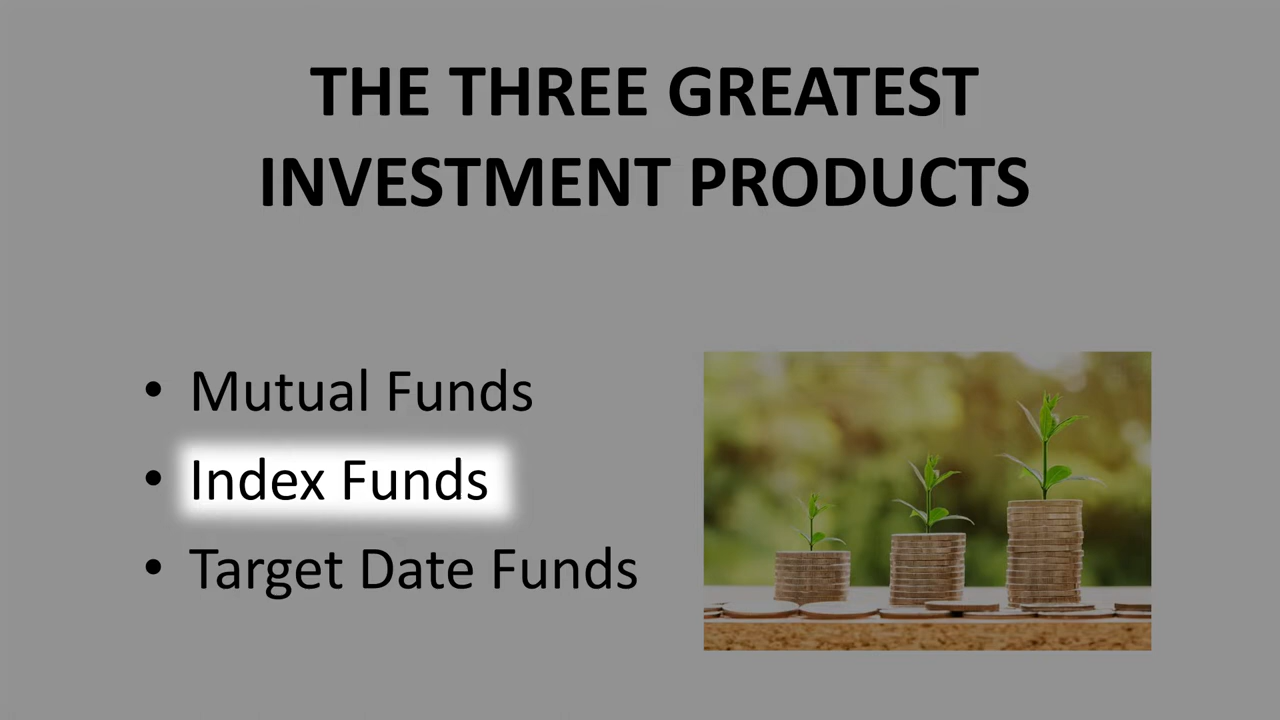 THE THREE GREATEST
INVESTMENT PRODUCTS
• Mutual Funds
• Index Funds
• Target Date Funds